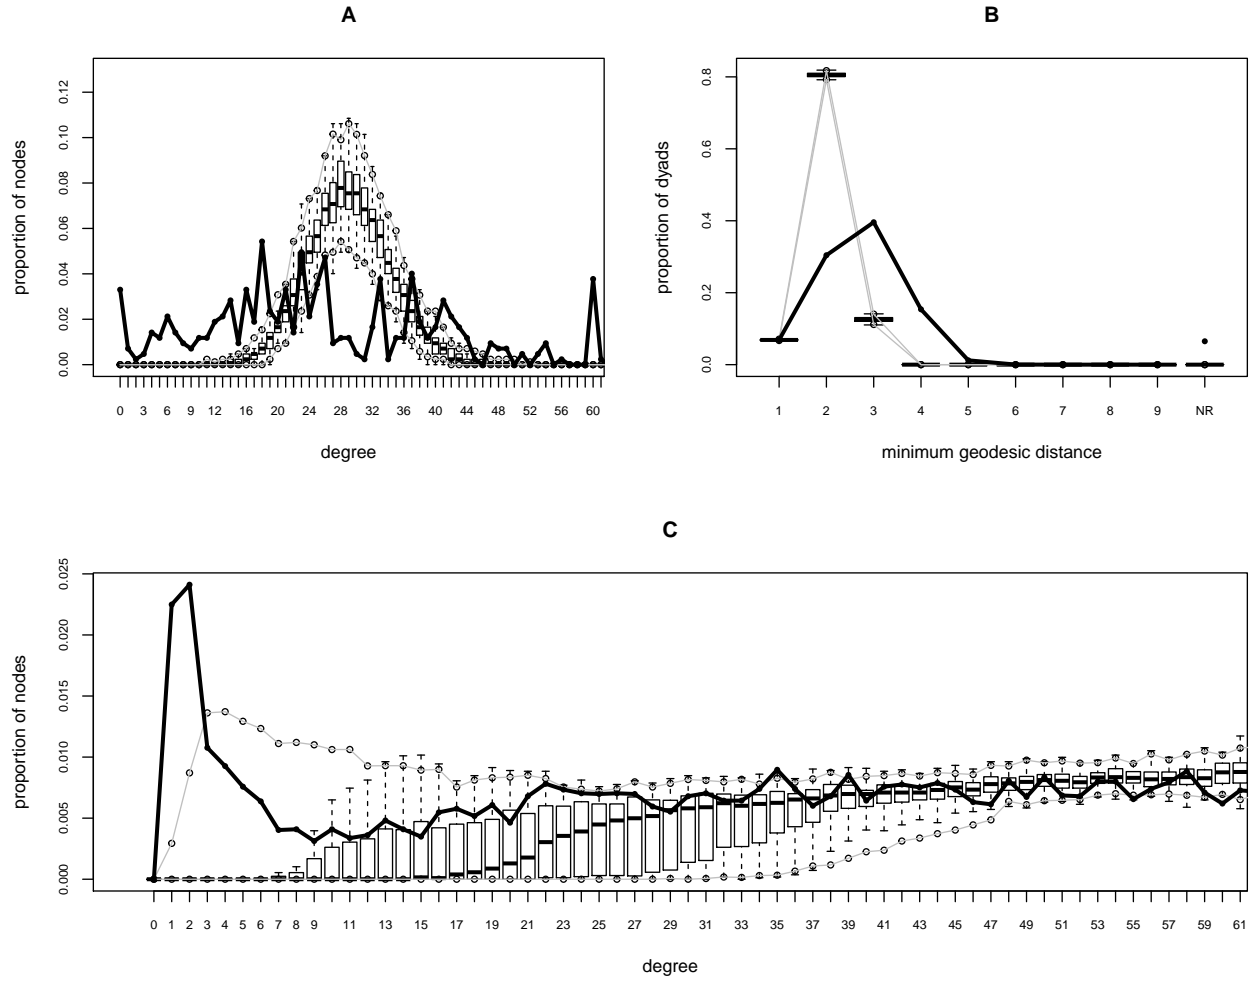 A
proportion of nodes
0.00 0.02 0.04 0.06 0.08 0.10 0.12
0 3 6 9 12 16 20 24 28 32 36 40 44 48 52 56 60
degree
B
proportion of dyads
0.0 0.2 0.4 0.6 0.8
1 2 3 4 5 6 7 8 9 NR
minimum geodesic distance
C
proportion of nodes
0.000 0.005 0.010 0.015 0.020 0.025
0 1 2 3 4 5 6 7 8 9 11 13 15 17 19 21 23 25 27 29 31 33 35 37 39 41 43 45 47 49 51 53 55 57 59 61
degree